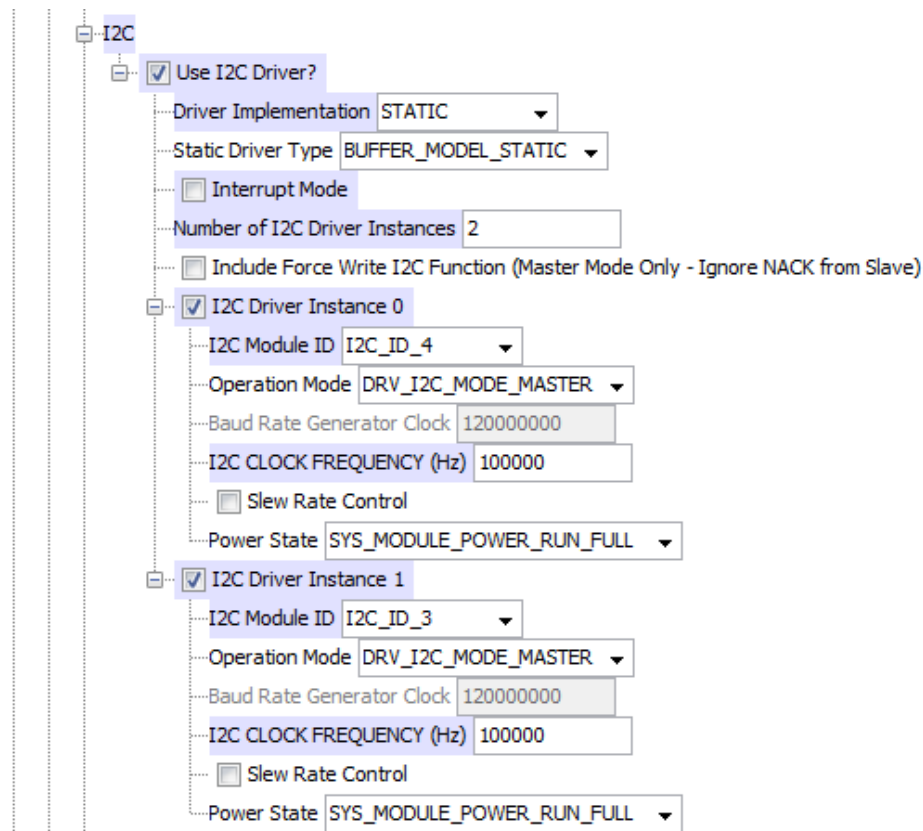 I2C
Use I2C Driver?
Driver Implementation STATIC
Static Driver Type BUFFER_MODEL_STATIC
Interrupt Mode
Number of I2C Driver Instances 2
Include Force Write I2C Function (Master Mode Only - Ignore NACK from Slave)
I2C Driver Instance 0
I2C Module ID I2C_ID_4
Operation Mode DRV_I2C_MODE_MASTER
Baud Rate Generator Clock 120000000
I2C CLOCK FREQUENCY (Hz) 100000
Slew Rate Control
Power State SYS_MODULE_POWER_RUN_FULL
I2C Driver Instance 1
I2C Module ID I2C_ID_3
Operation Mode DRV_I2C_MODE_MASTER
Baud Rate Generator Clock 120000000
I2C CLOCK FREQUENCY (Hz) 100000
Slew Rate Control
Power State SYS_MODULE_POWER_RUN_FULL